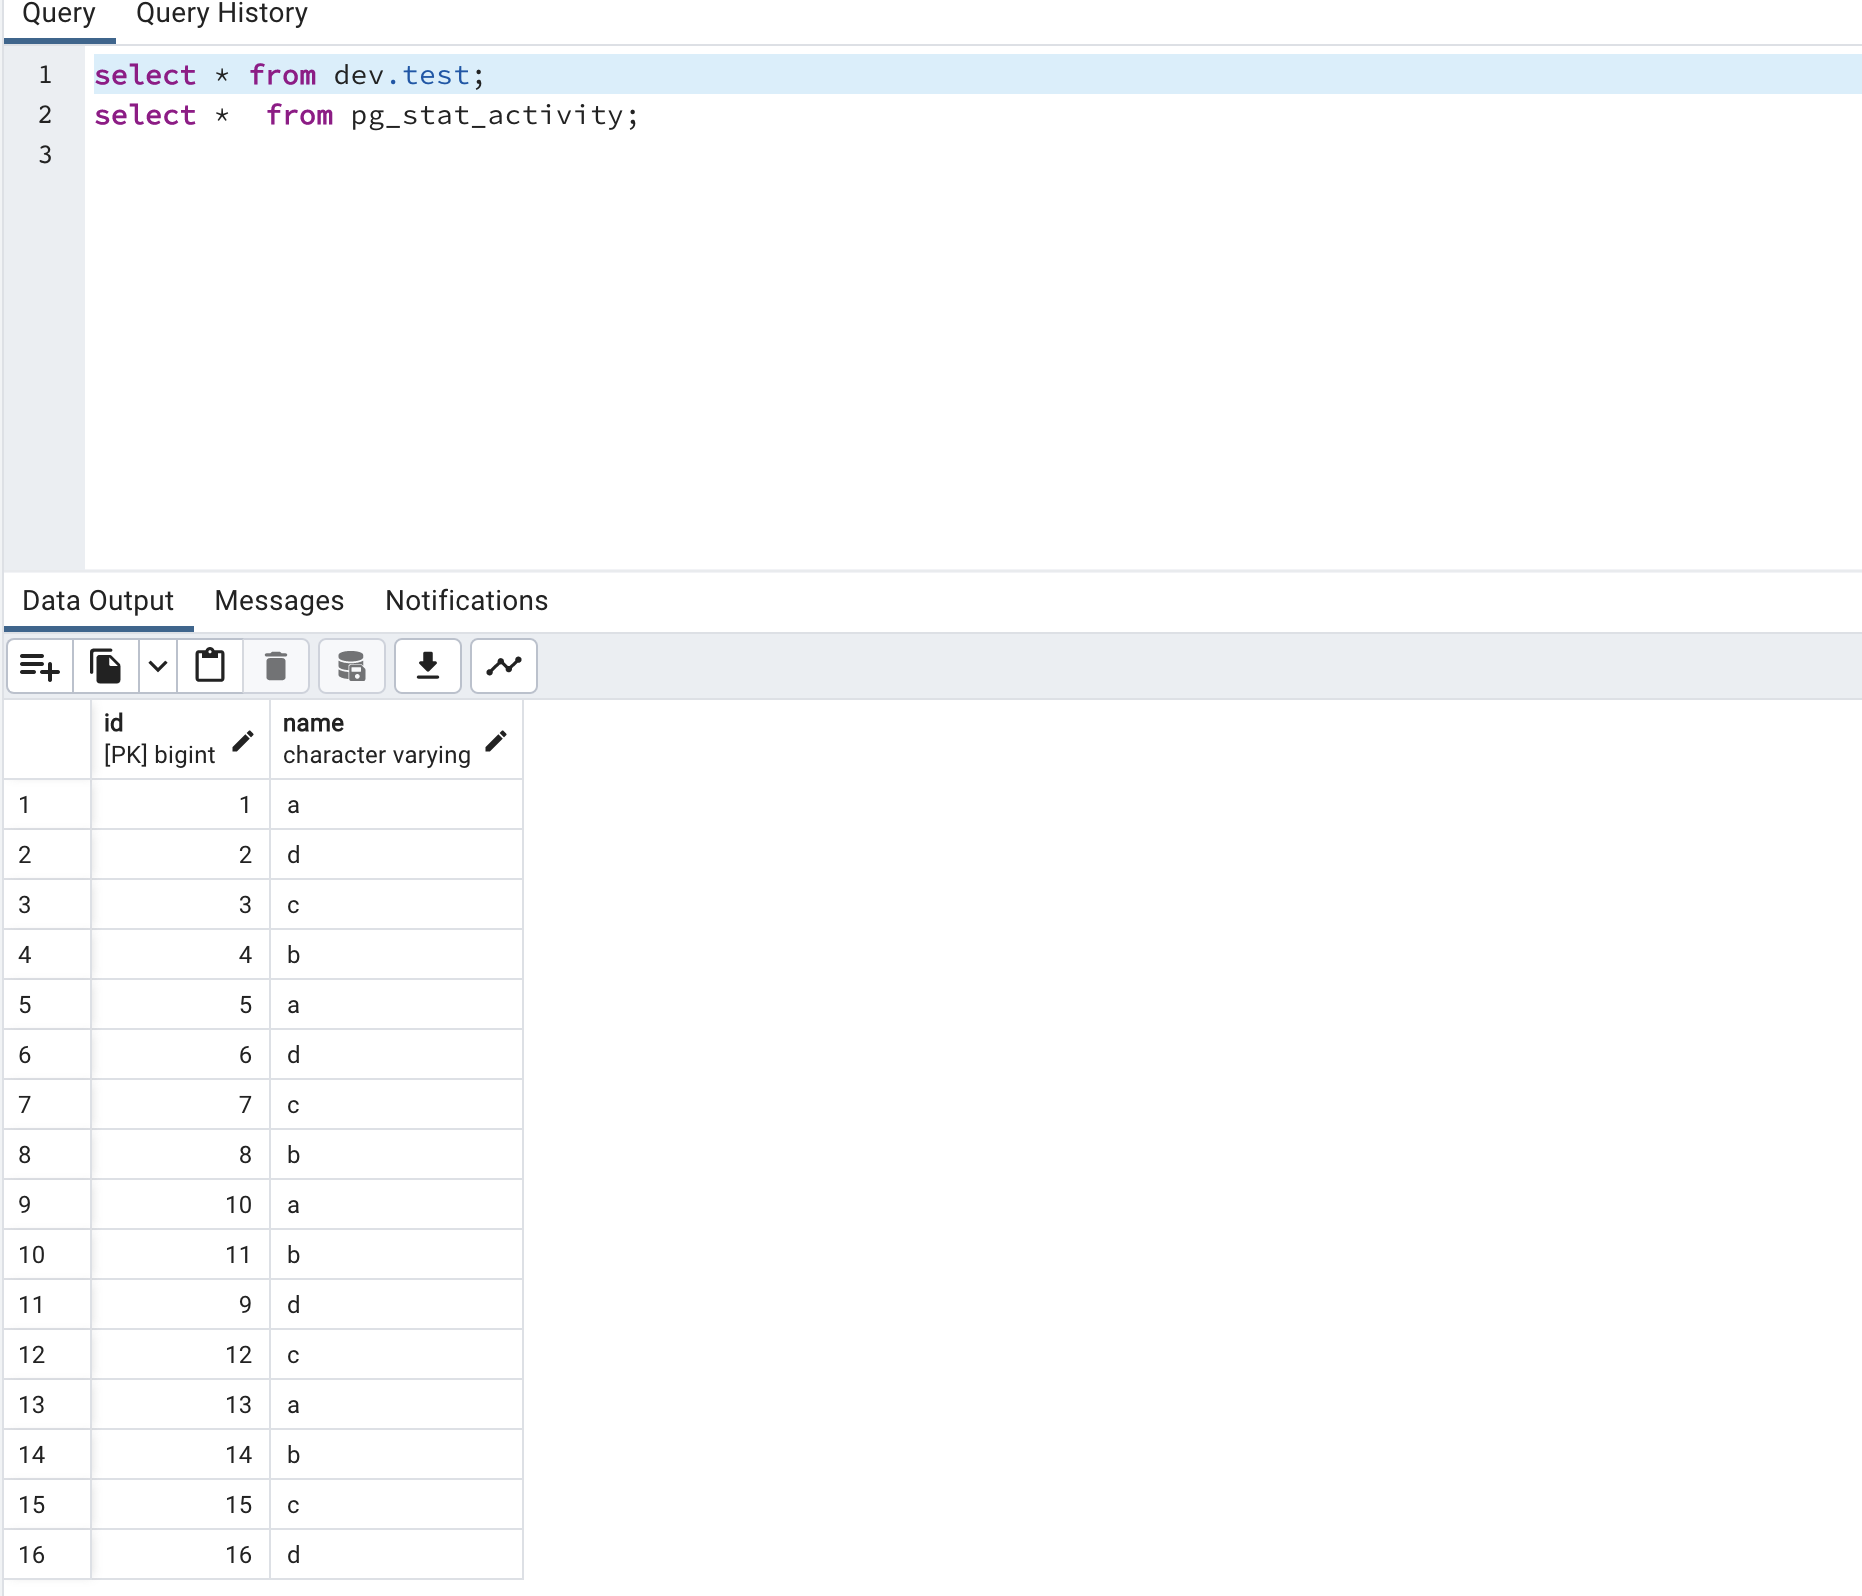 Query Query History
1 select * from dev.test;
2 select *  from pg_stat_activity;
3
Data Output Messages Notifications
id name
[PK] bigint character varying
1 1 a
2 2 d
3 3 c
4 4 b
5 5 a
6 6 d
7 7 c
8 8 b
9 10 a
10 11 b
11 9 d
12 12 c
13 13 a
14 14 b
15 15 c
16 16 d